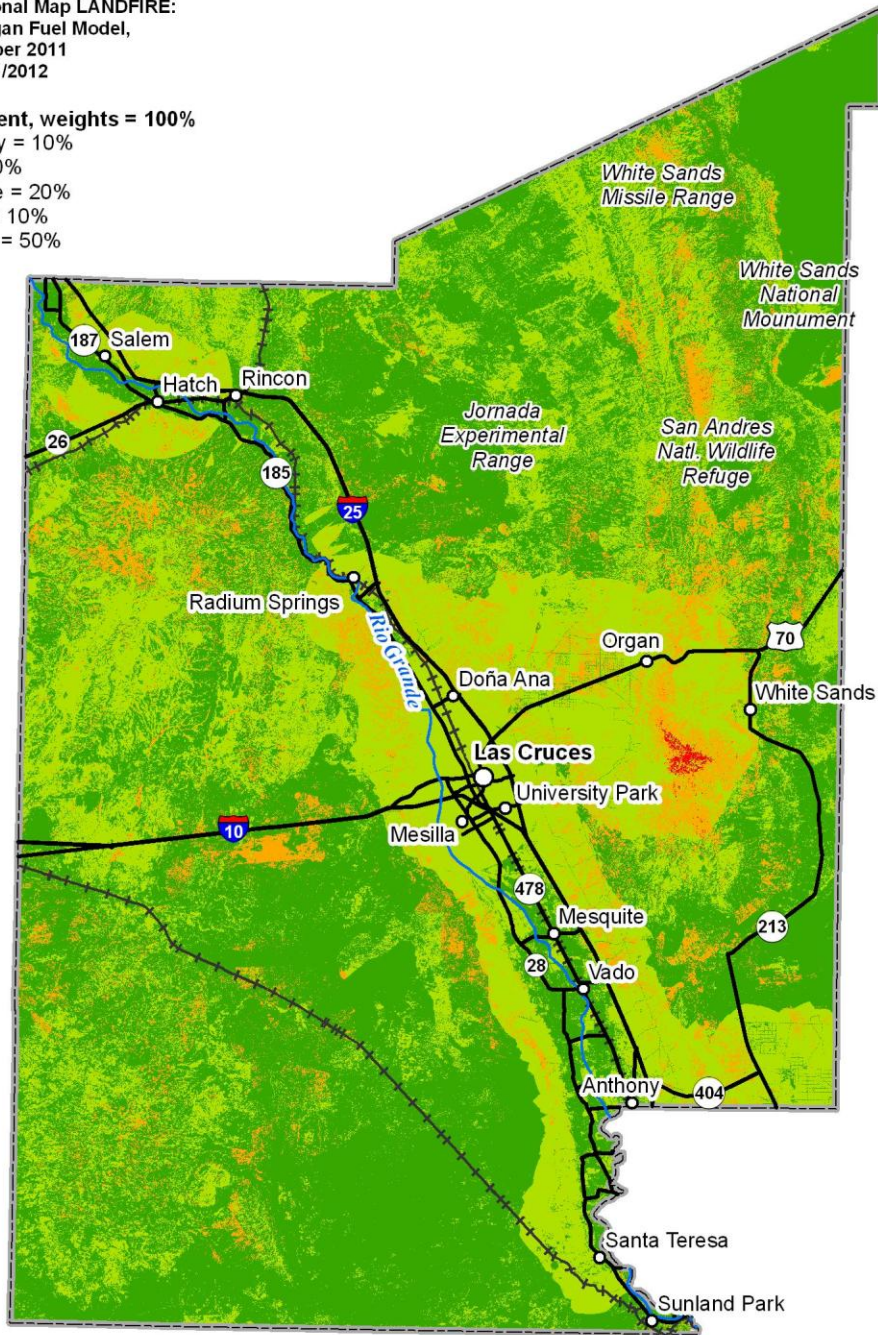 onal Map LANDFIRE:
gan Fuel Model,
ber 2011
/2012
ent, weights = 100%
y = 10%
0%
e = 20%
10%
= 50%
White Sands
Missile Range
White Sands
National
Mounument
187
Salem
Hatch
Rincon
26
185
Jornada
Experimental
Range
San Andres
Natl. Wildlife
Refuge
25
Radium Springs
Rio Grande
Organ
70
Doña Ana
White Sands
Las Cruces
University Park
10
Mesilla
478
Mesquite
213
28
Vado
Anthony
404
Santa Teresa
Sunland Park